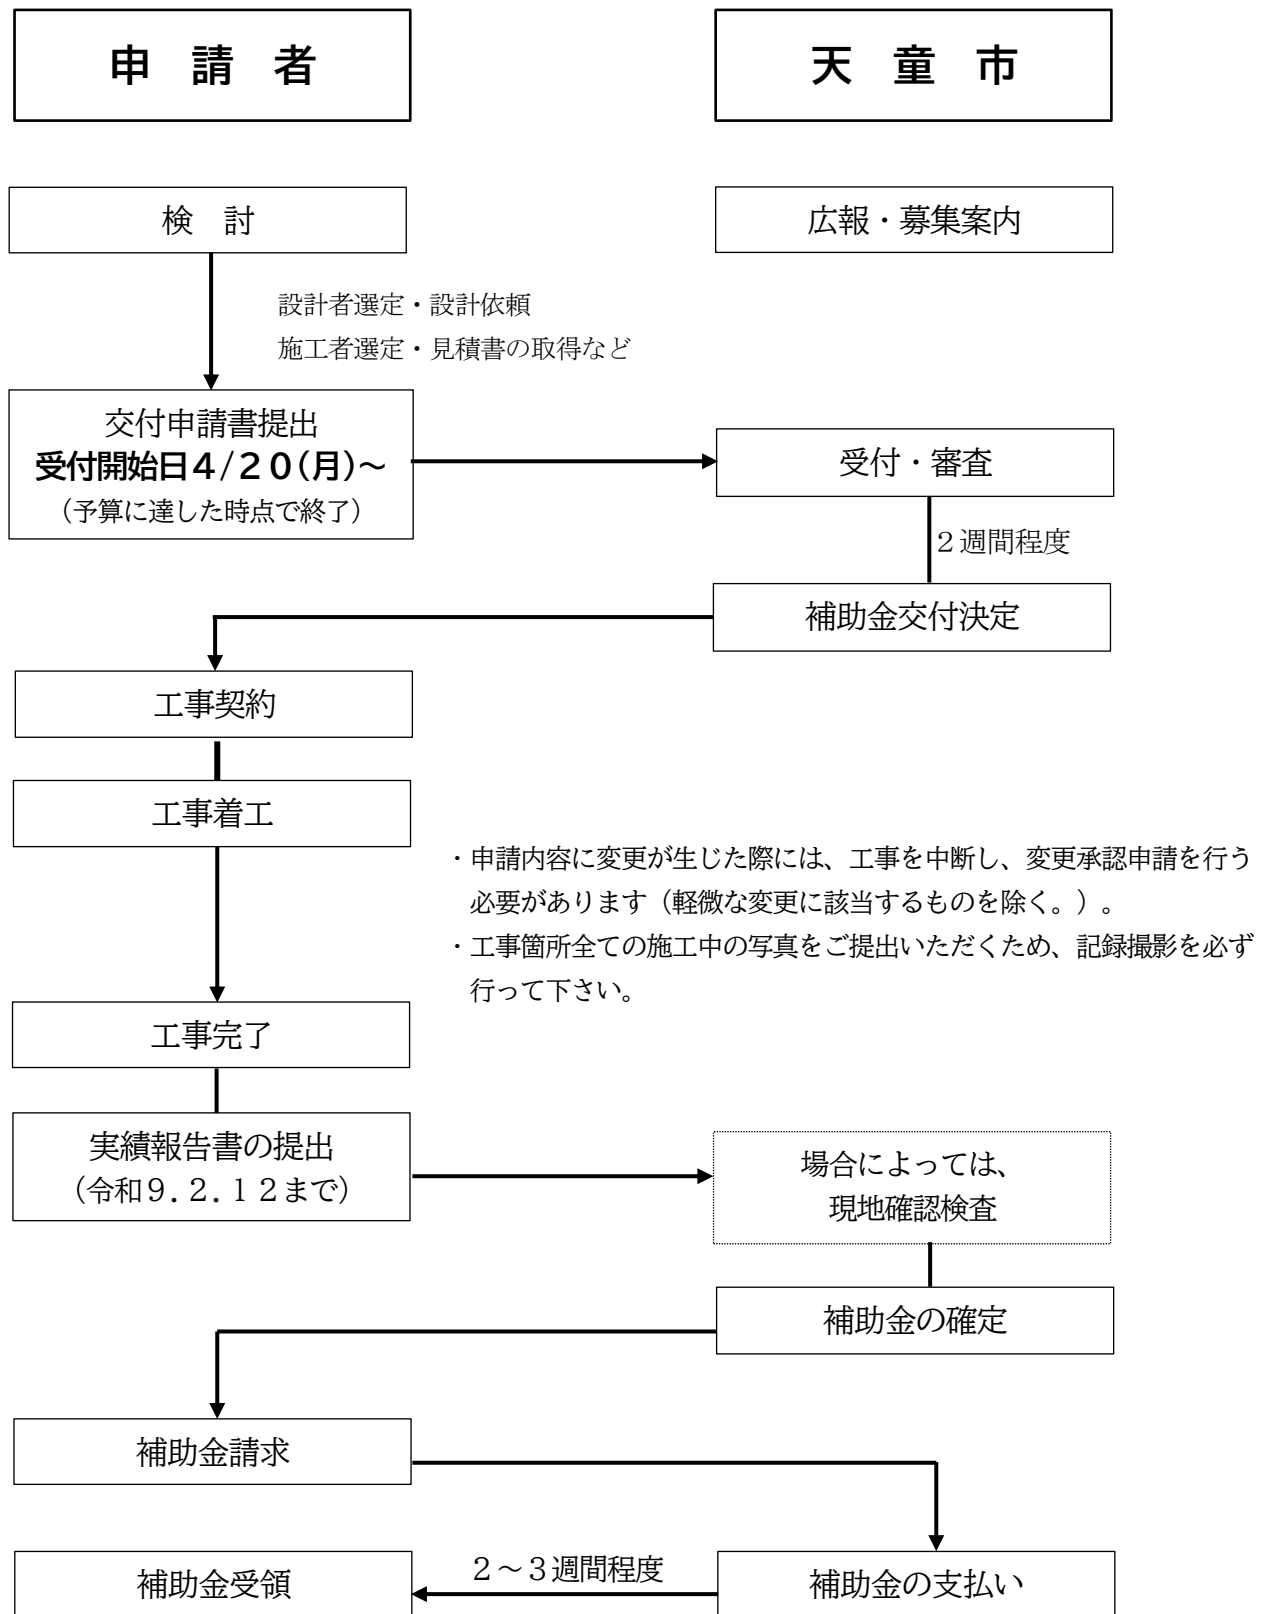 申　請　者
天　童　市
検　討
広報・募集案内
設計者選定・設計依頼
施工者選定・見積書の取得など
交付申請書提出
受付開始日４/２０(月)～
（予算に達した時点で終了）
受付・審査
２週間程度
補助金交付決定
工事契約
工事着工
・申請内容に変更が生じた際には、工事を中断し、変更承認申請を行う
必要があります（軽微な変更に該当するものを除く。）。
・工事箇所全ての施工中の写真をご提出いただくため、記録撮影を必ず
行って下さい。
工事完了
実績報告書の提出
（令和９．２．１２まで）
場合によっては、
現地確認検査
補助金の確定
補助金請求
２～３週間程度
補助金受領
補助金の支払い